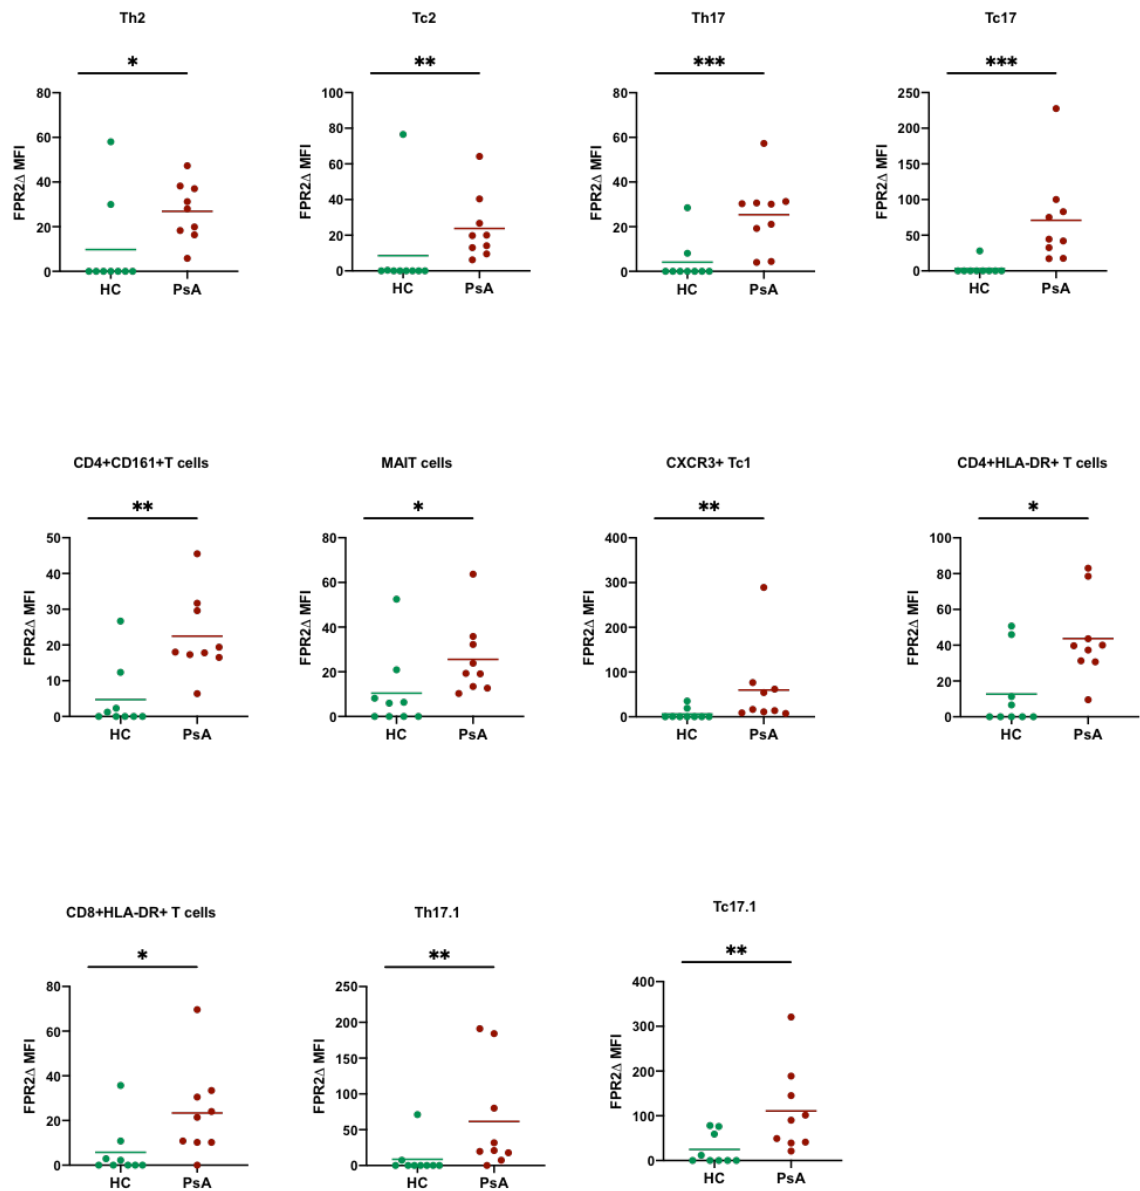 Th2
Tc2
Th17
Tc17
*
**
***
***
FPR2Δ MFI
80
60
40
20
0
HC
PsA
FPR2Δ MFI
100
80
60
40
20
0
HC
PsA
FPR2Δ MFI
80
60
40
20
0
HC
PsA
FPR2Δ MFI
250
200
150
100
50
0
HC
PsA
CD4+CD161+T cells
MAIT cells
CXCR3+ Tc1
CD4+HLA-DR+ T cells
**
*
**
*
FPR2Δ MFI
50
40
30
20
10
0
HC
PsA
FPR2Δ MFI
80
60
40
20
0
HC
PsA
FPR2Δ MFI
400
300
200
100
0
HC
PsA
FPR2Δ MFI
100
80
60
40
20
0
HC
PsA
CD8+HLA-DR+ T cells
Th17.1
Tc17.1
*
**
**
FPR2Δ MFI
80
60
40
20
0
HC
PsA
FPR2Δ MFI
250
200
150
100
50
0
HC
PsA
FPR2Δ MFI
400
300
200
100
0
HC
PsA